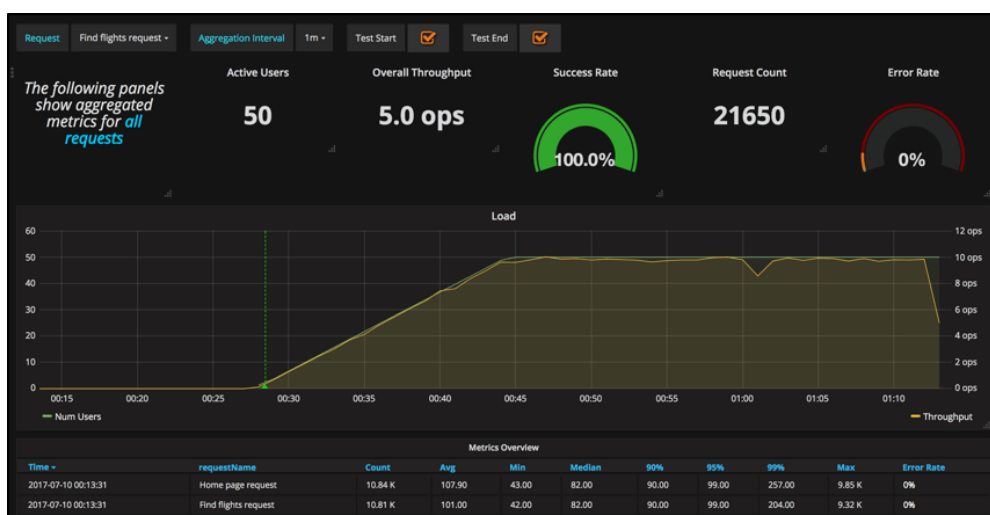 Request Find flights request Aggregation Interval 1m Test Start Test End
The following panels
show aggregated
metrics for all
requests
Active Users
50
Overall Throughput
5.0 ops
Success Rate
100.0%
Request Count
21650
Error Rate
0%
Load
60 12 ops
50 10 ops
40 8 ops
30 6 ops
20 4 ops
10 2 ops
0 0 ops
00:15 00:20 00:25 00:30 00:35 00:40 00:45 00:50 00:55 01:00 01:05 01:10
Num Users Throughput
Metrics Overview
Time requestName Count Avg Min Median 90% 95% 99% Max Error Rate
2017-07-10 00:13:31 Home page request 10.84 K 107.90 43.00 82.00 90.00 99.00 257.00 9.85 K 0%
2017-07-10 00:13:31 Find flights request 10.81 K 101.00 42.00 82.00 90.00 99.00 204.00 9.32 K 0%